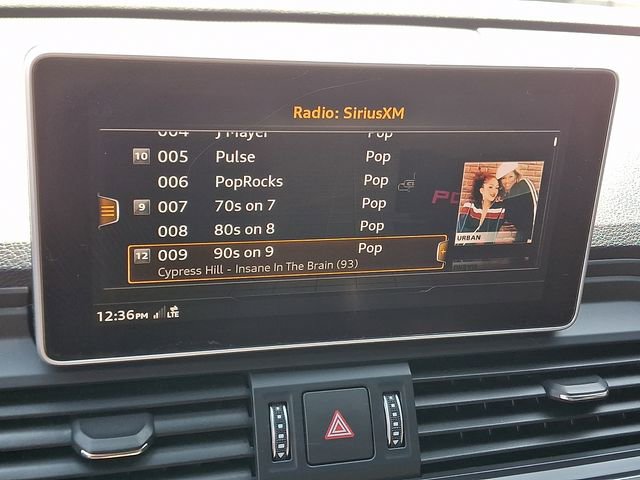 Radio: SiriusXM
004 J Mayer Pop
10 005 Pulse Pop
006 PopRocks Pop
9 007 70s on 7 Pop
008 80s on 8 Pop
12 009 90s on 9 Pop
Cypress Hill - Insane In The Brain (93)
URBAN
12:36PM LTE